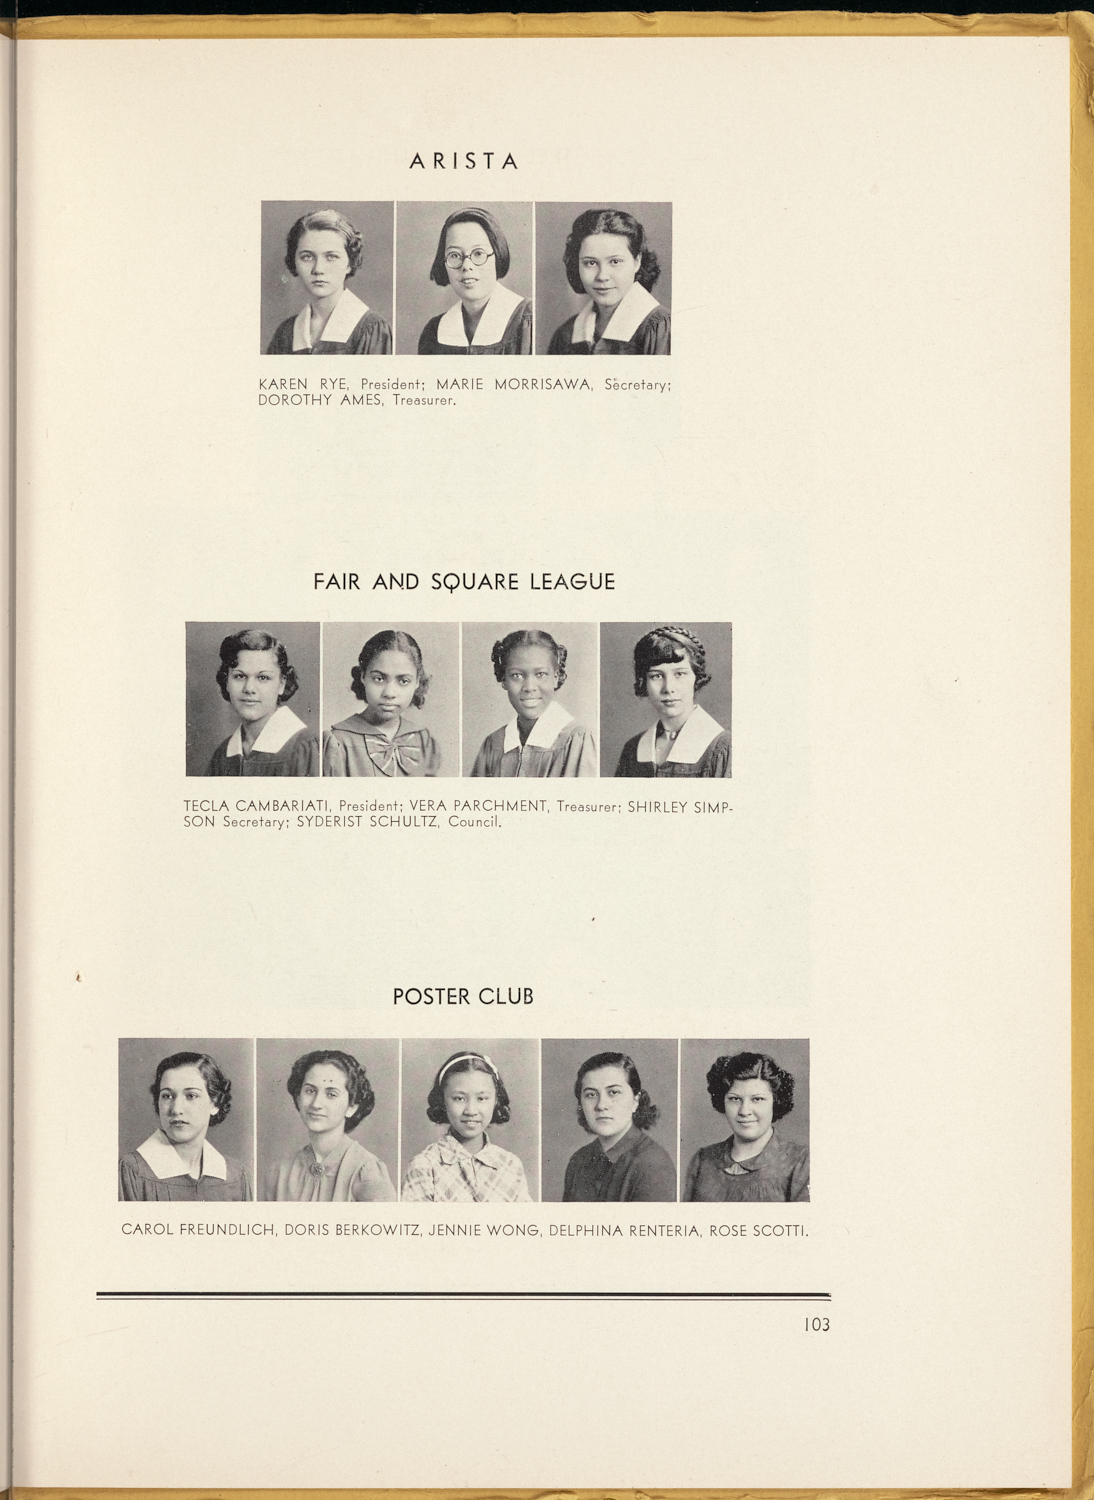 ARISTA
KAREN RYE, President; MARIE MORRISAWA, Secretary;
DOROTHY AMES, Treasurer.
FAIR AND SQUARE LEAGUE
TECLA CAMBARIATI, President; VERA PARCHMENT, Treasurer; SHIRLEY SIMP-
SON Secretary; SYDERIST SCHULTZ, Council.
POSTER CLUB
CAROL FREUNDLICH, DORIS BERKOWITZ, JENNIE WONG, DELPHINA RENTERIA, ROSE SCOTTI.
103